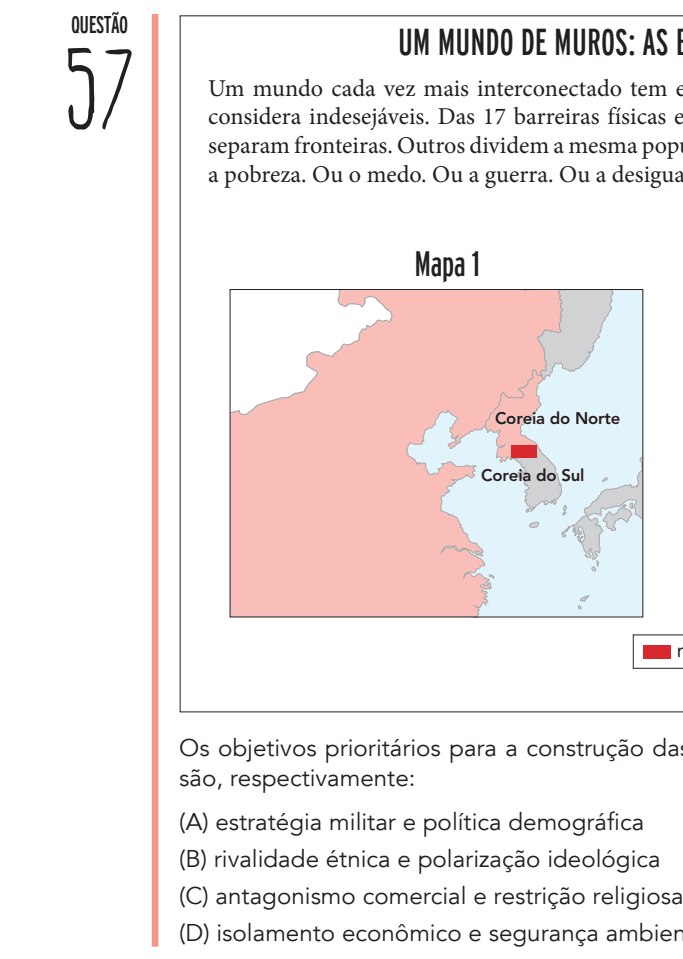 QUESTÃO
57
UM MUNDO DE MUROS: AS
Um mundo cada vez mais interconectado tem
considera indesejáveis. Das 17 barreiras físicas
separam fronteiras. Outros dividem a mesma
a pobreza. Ou o medo. Ou a guerra. Ou a
Mapa 1
Coreia do Norte
Coreia do Sul
Os objetivos prioritários para a construção das
são, respectivamente:
(A) estratégia militar e política demográfica
(B) rivalidade étnica e polarização ideológica
(C) antagonismo comercial e restrição religiosa
(D) isolamento econômico e segurança